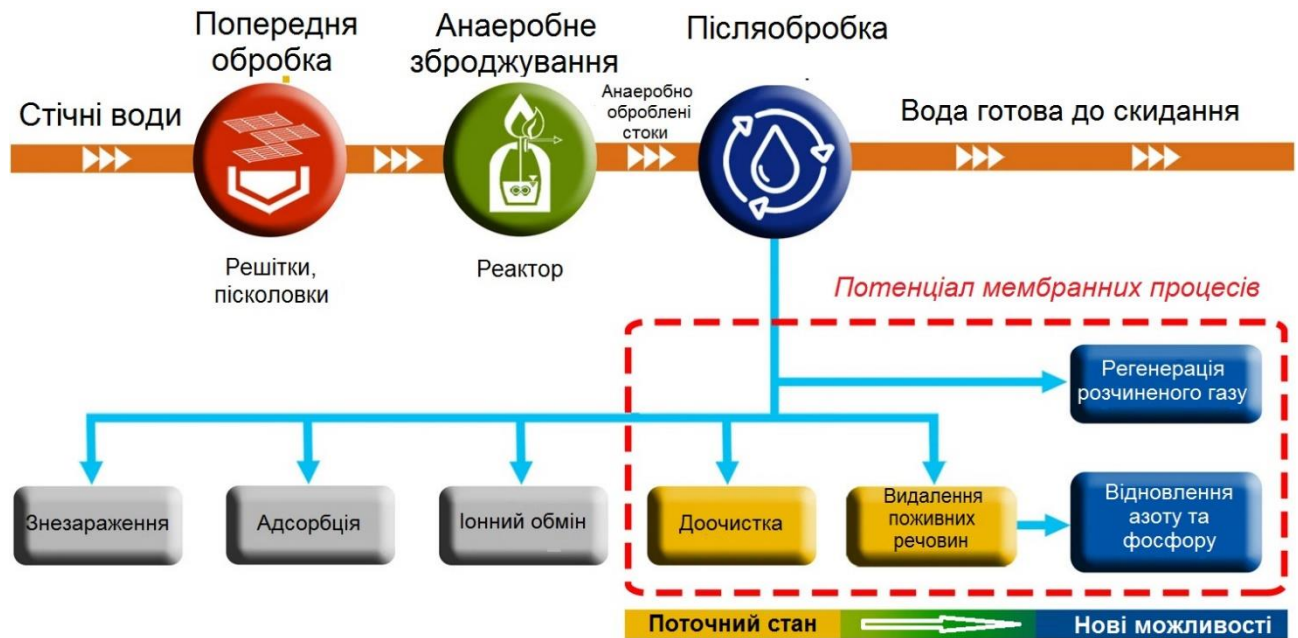 Попередня
обробка
Анаеробне
зброджування
Післяобробка
Стічні води
Анаеробно
оброблені
стоки
Вода готова до скидання
Решітки,
пісколовки
Реактор
Потенціал мембранних процесів
Регенерація
розчиненого газу
Знезараження
Адсорбція
Іонний обмін
Доочистка
Видалення
поживних
речовин
Відновлення
азоту та
фосфору
Поточний стан
Нові можливості